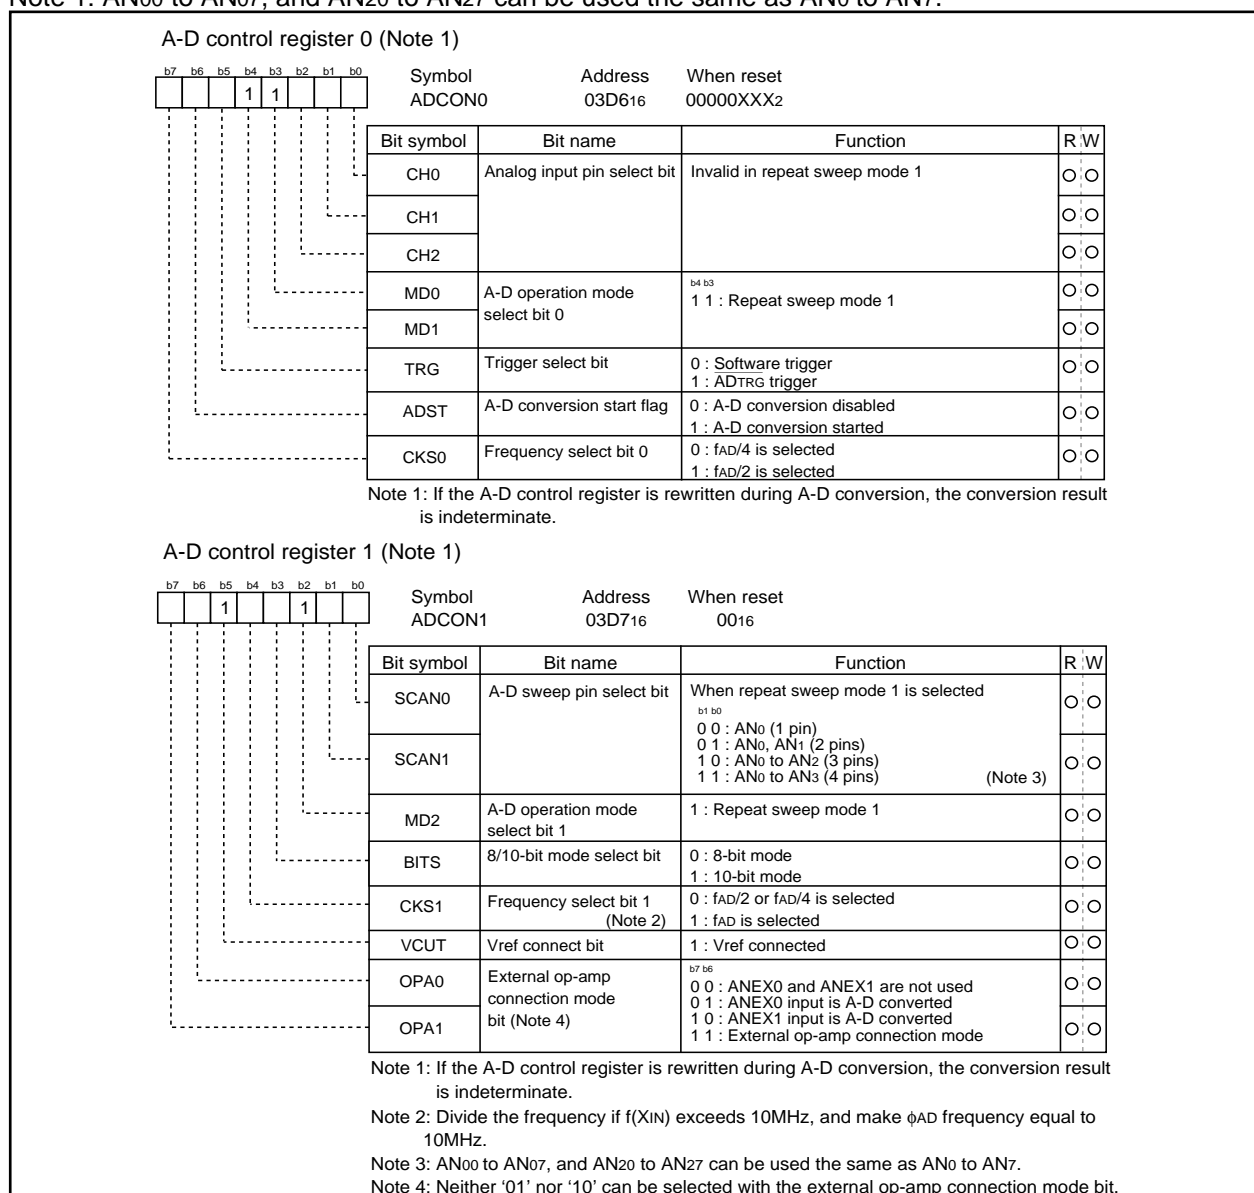 Note 1: AN00 to AN07, and AN20 to AN27 can be used the same as AN0 to AN7.
A-D control register 0 (Note 1)
b7 b6 b5 b4 b3 b2 b1 b0
1 1
Symbol Address When reset
ADCON0 03D616 00000XXX2
Bit symbol Bit name Function R W
CH0 Analog input pin select bit Invalid in repeat sweep mode 1
CH1
CH2
MD0 A-D operation mode select bit 0 b4 b3
1 1 : Repeat sweep mode 1
MD1
TRG Trigger select bit 0 : Software trigger
1 : ADTRG trigger
ADST A-D conversion start flag 0 : A-D conversion disabled
1 : A-D conversion started
CKS0 Frequency select bit 0 0 : fAD/4 is selected
1 : fAD/2 is selected
Note 1: If the A-D control register is rewritten during A-D conversion, the conversion result
is indeterminate.
A-D control register 1 (Note 1)
b7 b6 b5 b4 b3 b2 b1 b0
1 1
Symbol Address When reset
ADCON1 03D716 0016
Bit symbol Bit name Function R W
SCAN0 A-D sweep pin select bit When repeat sweep mode 1 is selected
b1 b0
0 0 : AN0 (1 pin)
0 1 : AN0, AN1 (2 pins)
SCAN1 1 0 : AN0 to AN2 (3 pins)
1 1 : AN0 to AN3 (4 pins) (Note 3)
MD2 A-D operation mode select bit 1 1 : Repeat sweep mode 1
BITS 8/10-bit mode select bit 0 : 8-bit mode
1 : 10-bit mode
CKS1 Frequency select bit 1 (Note 2) 0 : fAD/2 or fAD/4 is selected
1 : fAD is selected
VCUT Vref connect bit 1 : Vref connected
OPA0 External op-amp connection mode bit (Note 4) b7 b6
0 0 : ANEX0 and ANEX1 are not used
0 1 : ANEX0 input is A-D converted
1 0 : ANEX1 input is A-D converted
OPA1 1 1 : External op-amp connection mode
Note 1: If the A-D control register is rewritten during A-D conversion, the conversion result
is indeterminate.
Note 2: Divide the frequency if f(XIN) exceeds 10MHz, and make ϕAD frequency equal to
10MHz.
Note 3: AN00 to AN07, and AN20 to AN27 can be used the same as AN0 to AN7.
Note 4: Neither ‘01’ nor ‘10’ can be selected with the external op-amp connection mode bit.